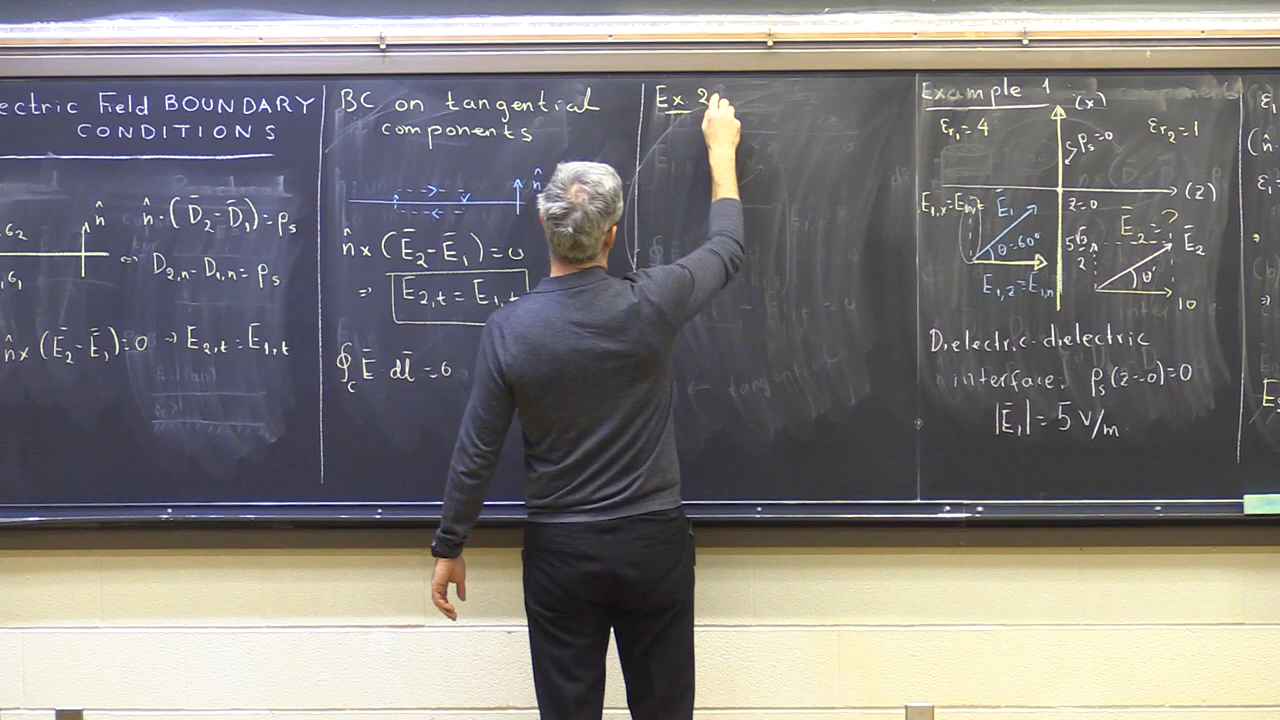 ectric Field BOUNDARY
CONDITIONS
n̂
n̂·(D̄₂-D̄₁)=ρₛ
⇒ D₂,ₙ-D₁,ₙ=ρₛ
n̂×(Ē₂-Ē₁)=0 → E₂,ₜ=E₁,ₜ
BC on tangential
components
n̂
n̂×(Ē₂-Ē₁)=0
⇒ E₂,ₜ=E₁,ₜ
∮_C Ē·dl̄=0
Ex. 2
Example 1
(x)
εr₁=4
ρₛ=0
εr₂=1
(z)
z=0
Ē₁
θ=60°
E₁,z=E₁,n
Ē₂=?
5√3/2
Ē₂
θ'
10
Dielectric-dielectric
interface: ρₛ(z=0)=0
|Ē₁|=5 V/m